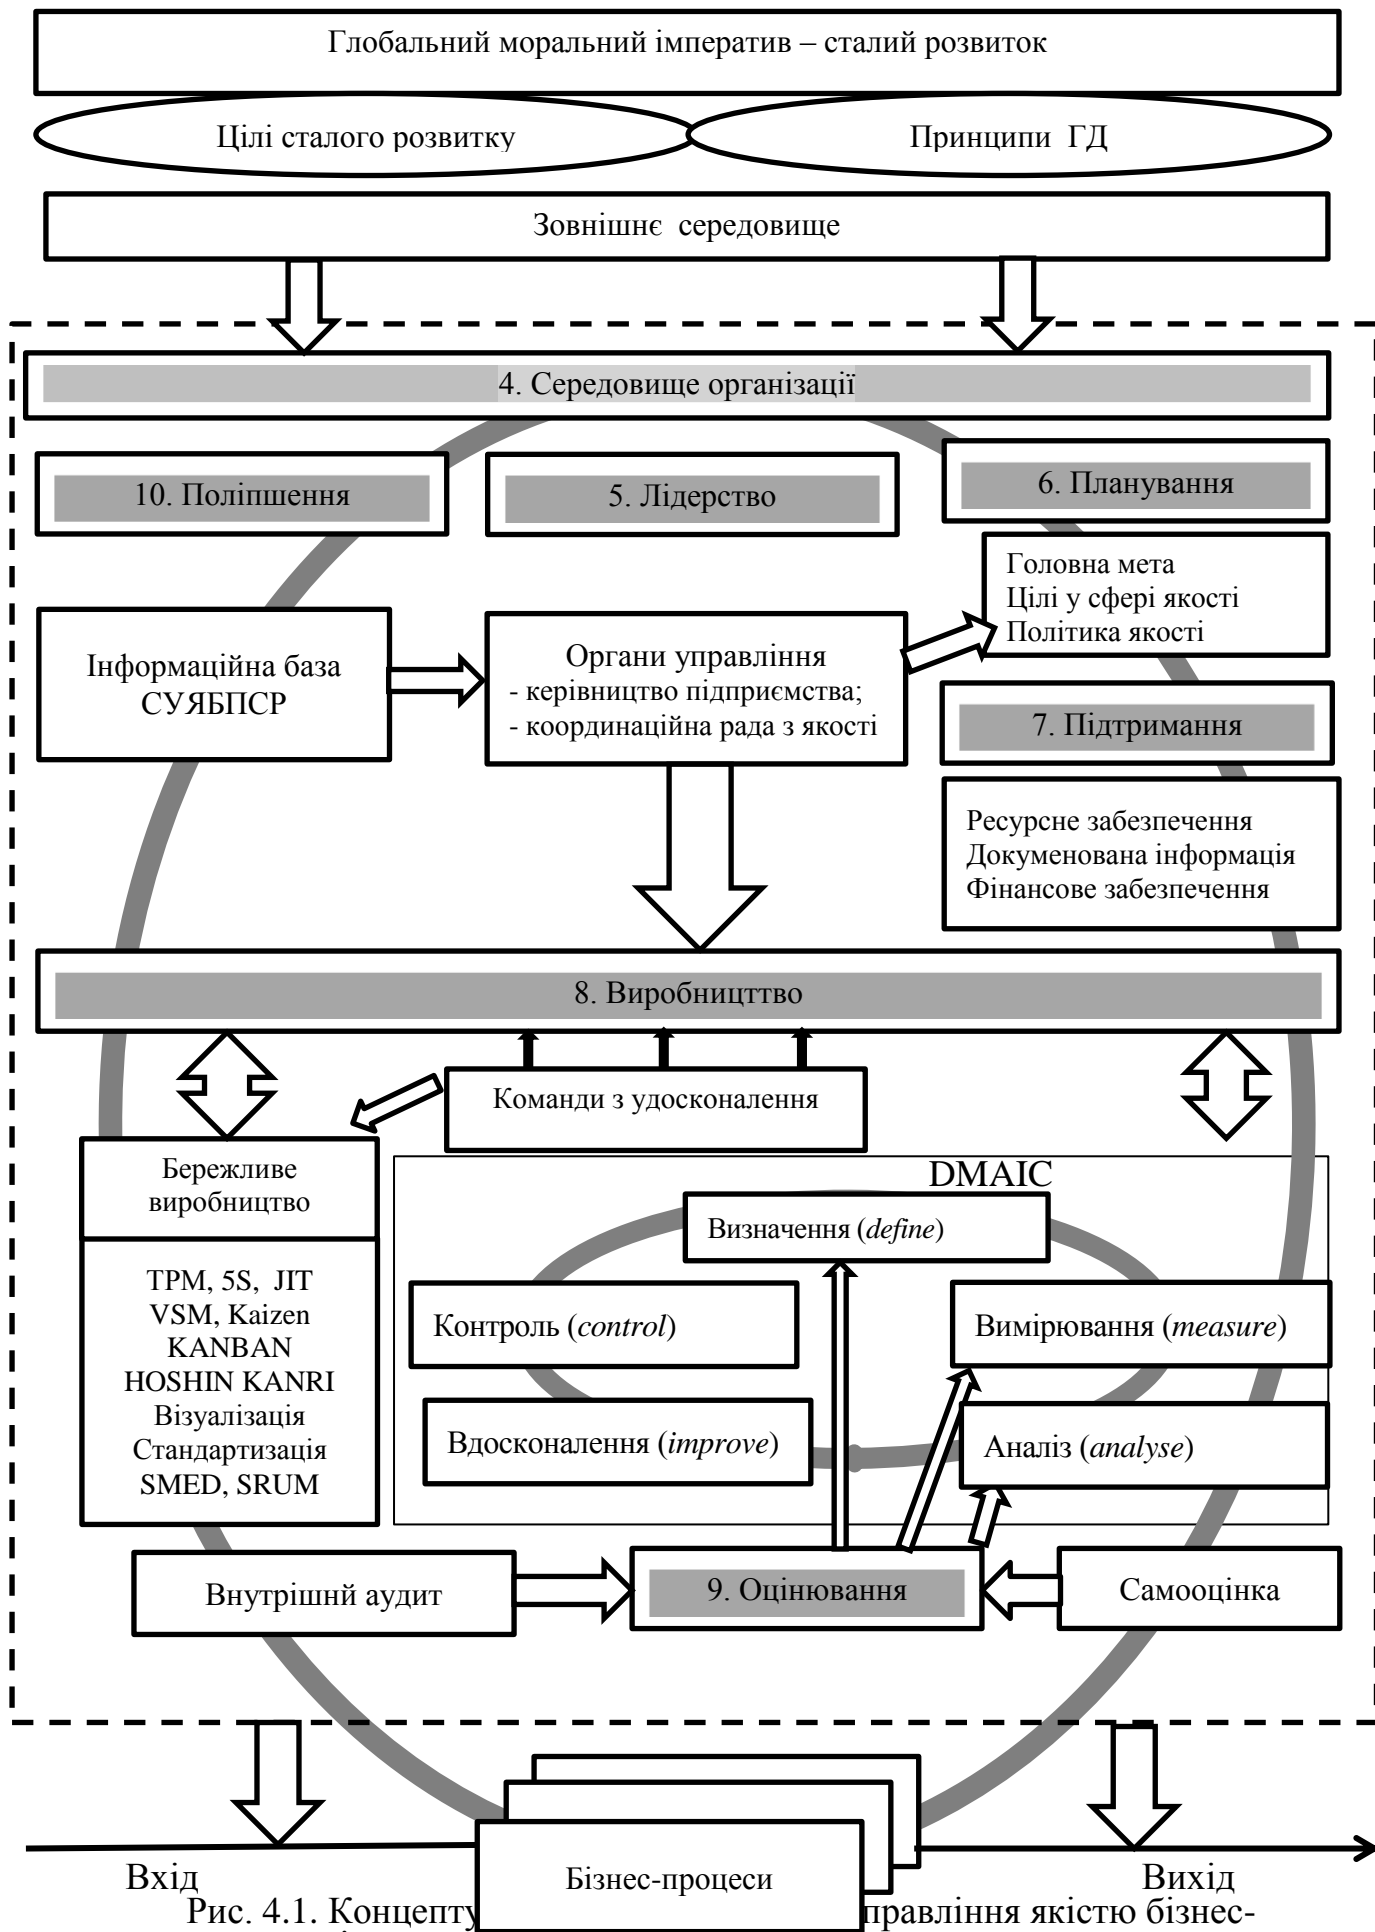 Глобальний моральний імператив – сталий розвиток
Цілі сталого розвитку
Принципи ГД
Зовнішнє середовище
4. Середовище організації
10. Поліпшення
5. Лідерство
6. Планування
Головна мета
Цілі у сфері якості
Політика якості
Інформаційна база
СУЯБПСР
Органи управління
- керівництво підприємства;
- координаційна рада з якості
7. Підтримання
Ресурсне забезпечення
Документована інформація
Фінансове забезпечення
8. Виробницттво
Команди з удосконалення
Бережливе
виробництво
TPM, 5S, JIT
VSM, Kaizen
KANBAN
HOSHIN KANRI
Візуалізація
Стандартизація
SMED, SRUM
DMAIC
Визначення (define)
Контроль (control)
Вимірювання (measure)
Вдосконалення (improve)
Аналіз (analyse)
Внутрішнй аудит
9. Оцінювання
Самооцінка
Вхід
Бізнес-процеси
Вихід
Рис. 4.1. Концепту правління якістю бізнес-